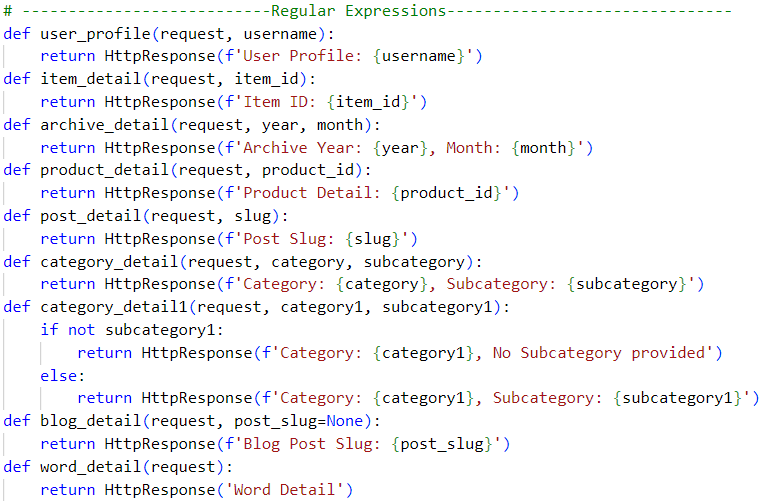 # ---------------------------Regular Expressions-------------------------------
def user_profile(request, username):
    return HttpResponse(f'User Profile: {username}')
def item_detail(request, item_id):
    return HttpResponse(f'Item ID: {item_id}')
def archive_detail(request, year, month):
    return HttpResponse(f'Archive Year: {year}, Month: {month}')
def product_detail(request, product_id):
    return HttpResponse(f'Product Detail: {product_id}')
def post_detail(request, slug):
    return HttpResponse(f'Post Slug: {slug}')
def category_detail(request, category, subcategory):
    return HttpResponse(f'Category: {category}, Subcategory: {subcategory}')
def category_detail1(request, category1, subcategory1):
    if not subcategory1:
        return HttpResponse(f'Category: {category1}, No Subcategory provided')
    else:
        return HttpResponse(f'Category: {category1}, Subcategory: {subcategory1}')
def blog_detail(request, post_slug=None):
    return HttpResponse(f'Blog Post Slug: {post_slug}')
def word_detail(request):
    return HttpResponse('Word Detail')